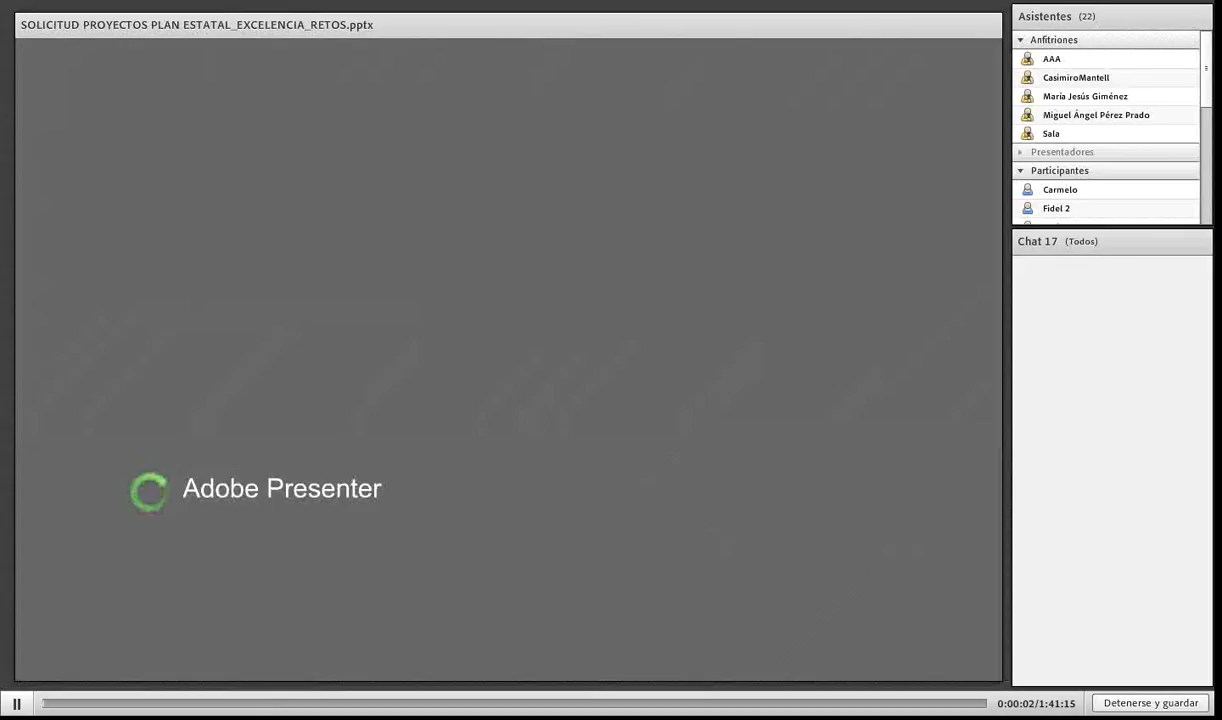 SOLICITUD PROYECTOS PLAN ESTATAL_EXCELENCIA_RETOS.pptx
Adobe Presenter
Asistentes (22)
Anfitriones
AAA
CasimiroMantell
María Jesús Giménez
Miguel Ángel Pérez Prado
Sala
Presentadores
Participantes
Carmelo
Fidel 2
Chat 17 (Todos)
0:00:02/1:41:15
Detenerse y guardar